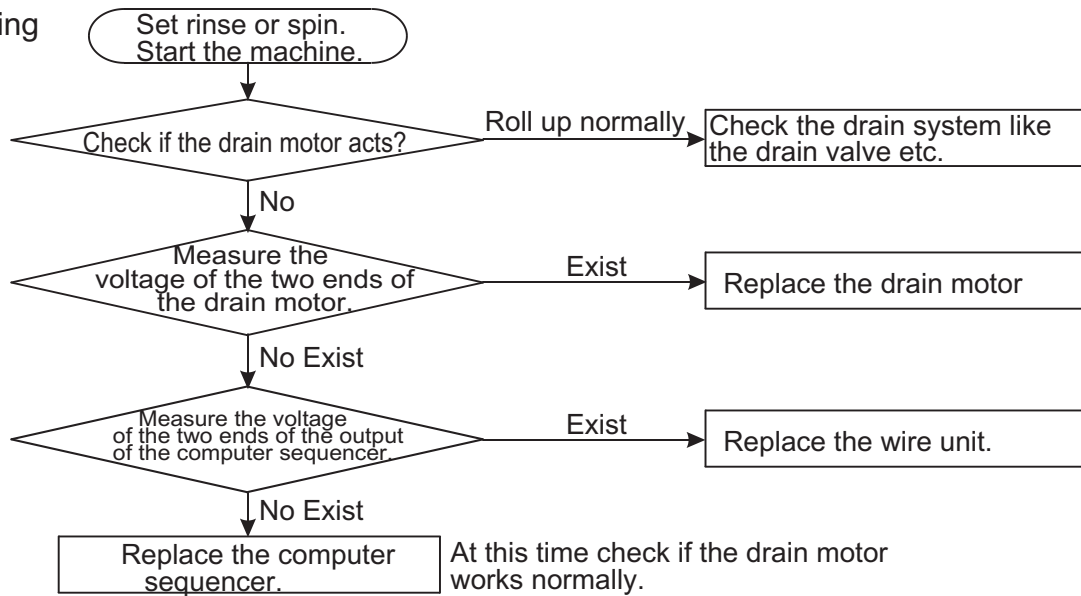 ing
Set rinse or spin.
Start the machine.
Check if the drain motor acts?
Roll up normally
Check the drain system like
the drain valve etc.
No
Measure the
voltage of the two ends of
the drain motor.
Exist
Replace the drain motor
No Exist
Measure the voltage
of the two ends of the output
of the computer sequencer.
Exist
Replace the wire unit.
No Exist
Replace the computer
sequencer.
At this time check if the drain motor
works normally.